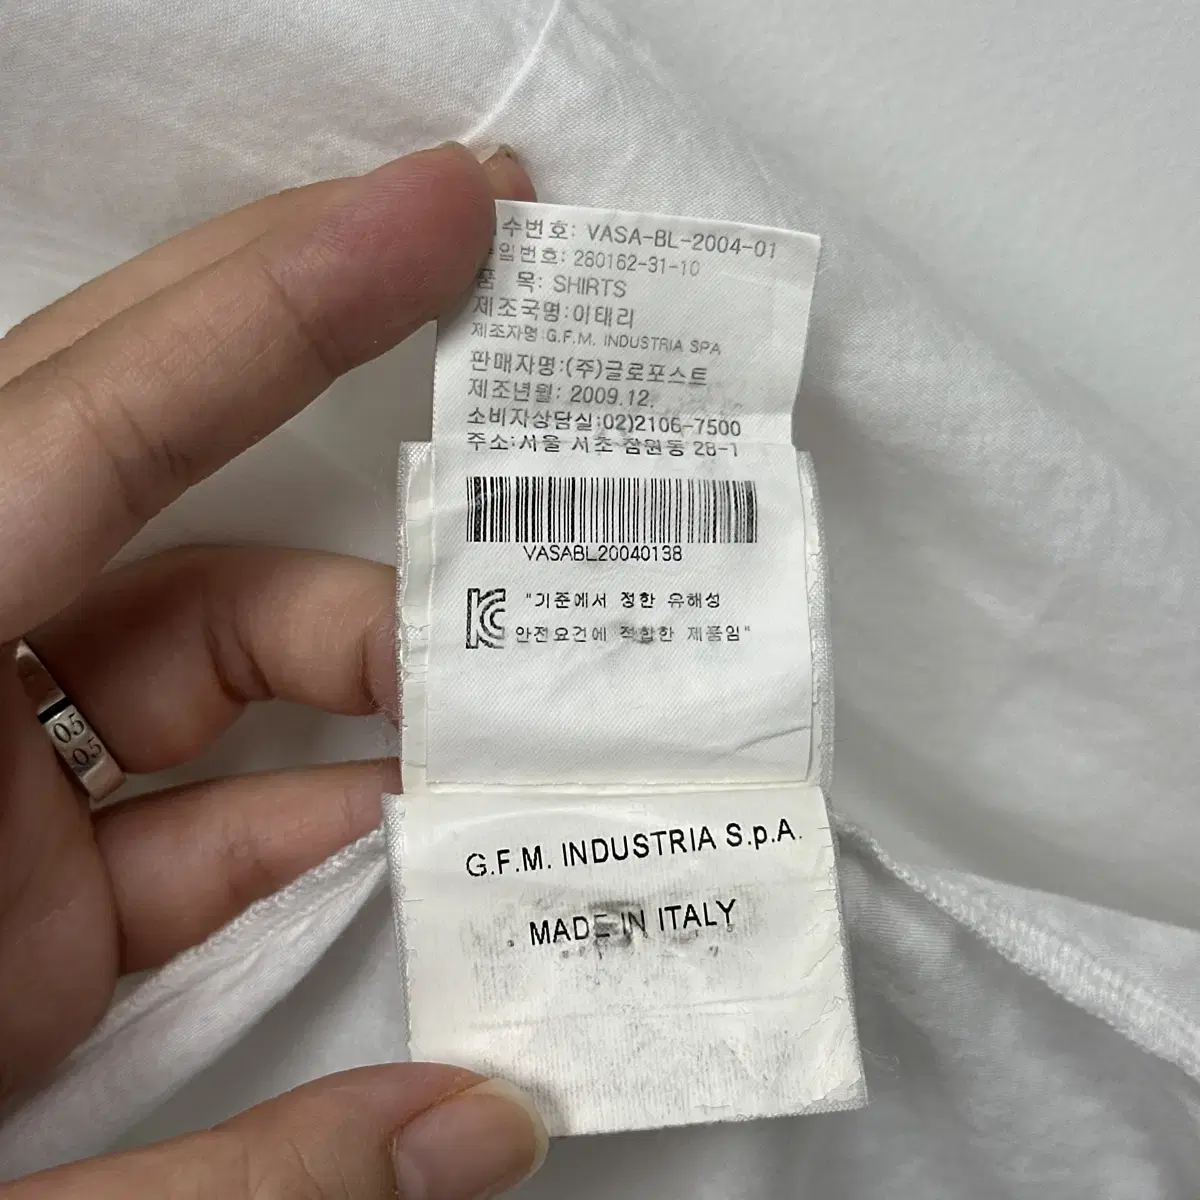 수번호: VASA-BL-2004-01
번호: 280162-31-10
품 목: SHIRTS
제조국명:이태리
제조자명:G.F.M. INDUSTRIA SPA
판매자명:(주)글로포스트
제조년월: 2009.12.
소비자상담실:02)2106-7500
주소:서울 서초 잠원동 28-1
VASABL20040138
"기준에서 정한 유해성
안전요건에 적합한 제품임"
G.F.M. INDUSTRIA S.p.A.
MADE IN ITALY
05
05